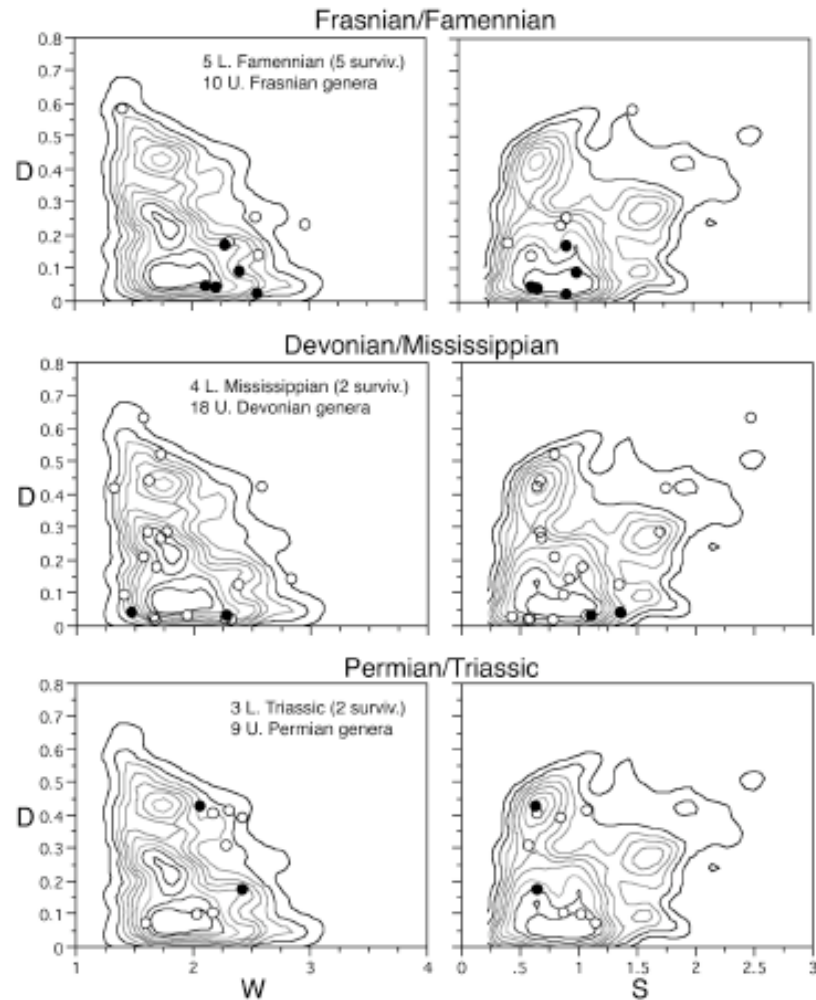 Frasnian/Famennian
5 L. Famennian (5 surviv.)
10 U. Frasnian genera
0.8
0.7
0.6
0.5
D 0.4
0.3
0.2
0.1
0
Devonian/Mississippian
4 L. Mississippian (2 surviv.)
18 U. Devonian genera
0.8
0.7
0.6
0.5
D 0.4
0.3
0.2
0.1
0
Permian/Triassic
3 L. Triassic (2 surviv.)
9 U. Permian genera
0.8
0.7
0.6
0.5
D 0.4
0.3
0.2
0.1
0
1 2 3 4 0 .5 1 1.5 2 2.5 3
W S